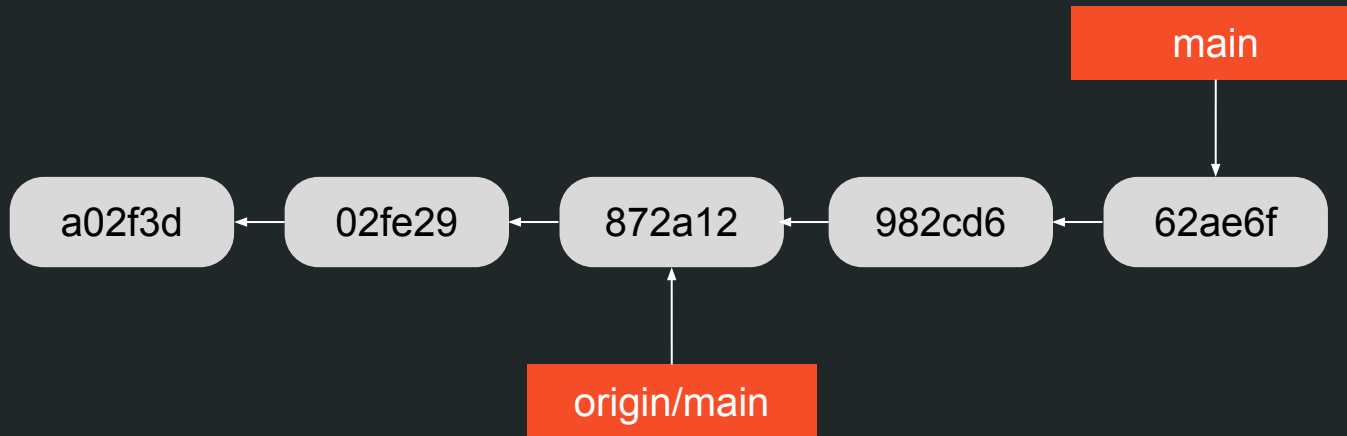 main
a02f3d
02fe29
872a12
982cd6
62ae6f
origin/main